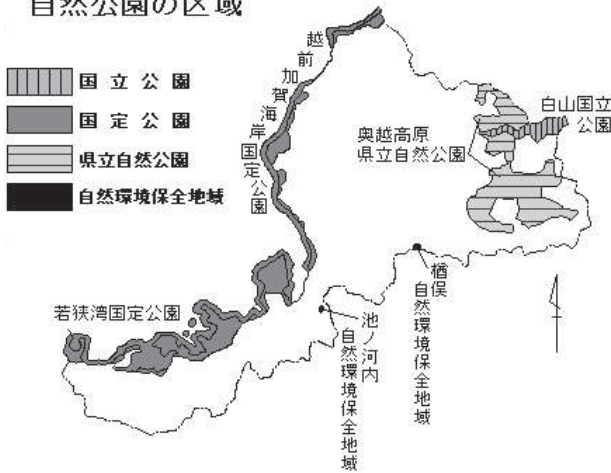 自然公園の区域
国立公園
国定公園
県立自然公園
自然環境保全地域
越前加賀海岸国定公園
白山国立
公園
奥越高原
県立自然公園
楢俣
自然環境保全地域
池ノ河内
自然環境保全地域
若狭湾国定公園